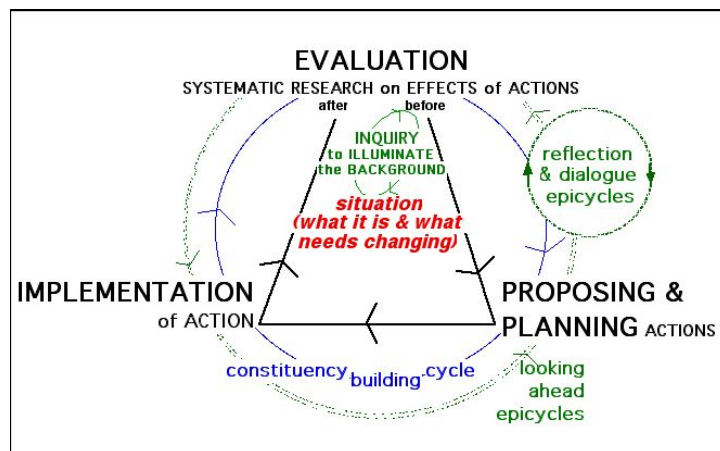 EVALUATION
SYSTEMATIC RESEARCH on EFFECTS of ACTIONS
after before
INQUIRY
to ILLUMINATE
the BACKGROUND
reflection
& dialogue
epicycles
situation
(what it is & what
needs changing)
IMPLEMENTATION
of ACTION
PROPOSING &
PLANNING ACTIONS
constituency building cycle
looking
ahead
epicycles